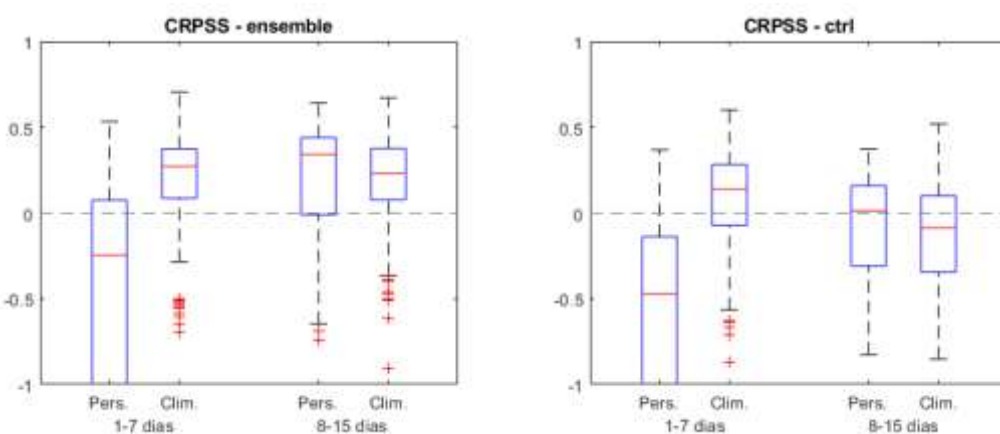 CRPSS - ensemble
1
0.5
0
-0.5
-1
Pers. Clim. Pers. Clim.
1-7 dias 8-15 dias
CRPSS - ctrl
1
0.5
0
-0.5
-1
Pers. Clim. Pers. Clim.
1-7 dias 8-15 dias